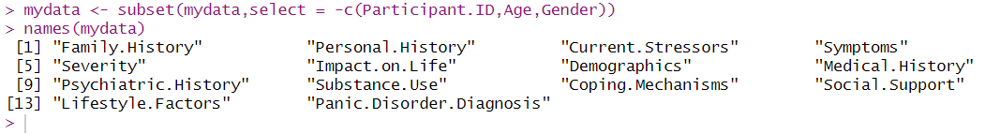 > mydata <- subset(mydata,select = -c(Participant.ID,Age,Gender))
> names(mydata)
 [1] "Family.History"           "Personal.History"         "Current.Stressors"        "Symptoms"
 [5] "Severity"                 "Impact.on.Life"           "Demographics"             "Medical.History"
 [9] "Psychiatric.History"      "Substance.Use"            "Coping.Mechanisms"        "Social.Support"
[13] "Lifestyle.Factors"        "Panic.Disorder.Diagnosis"
>